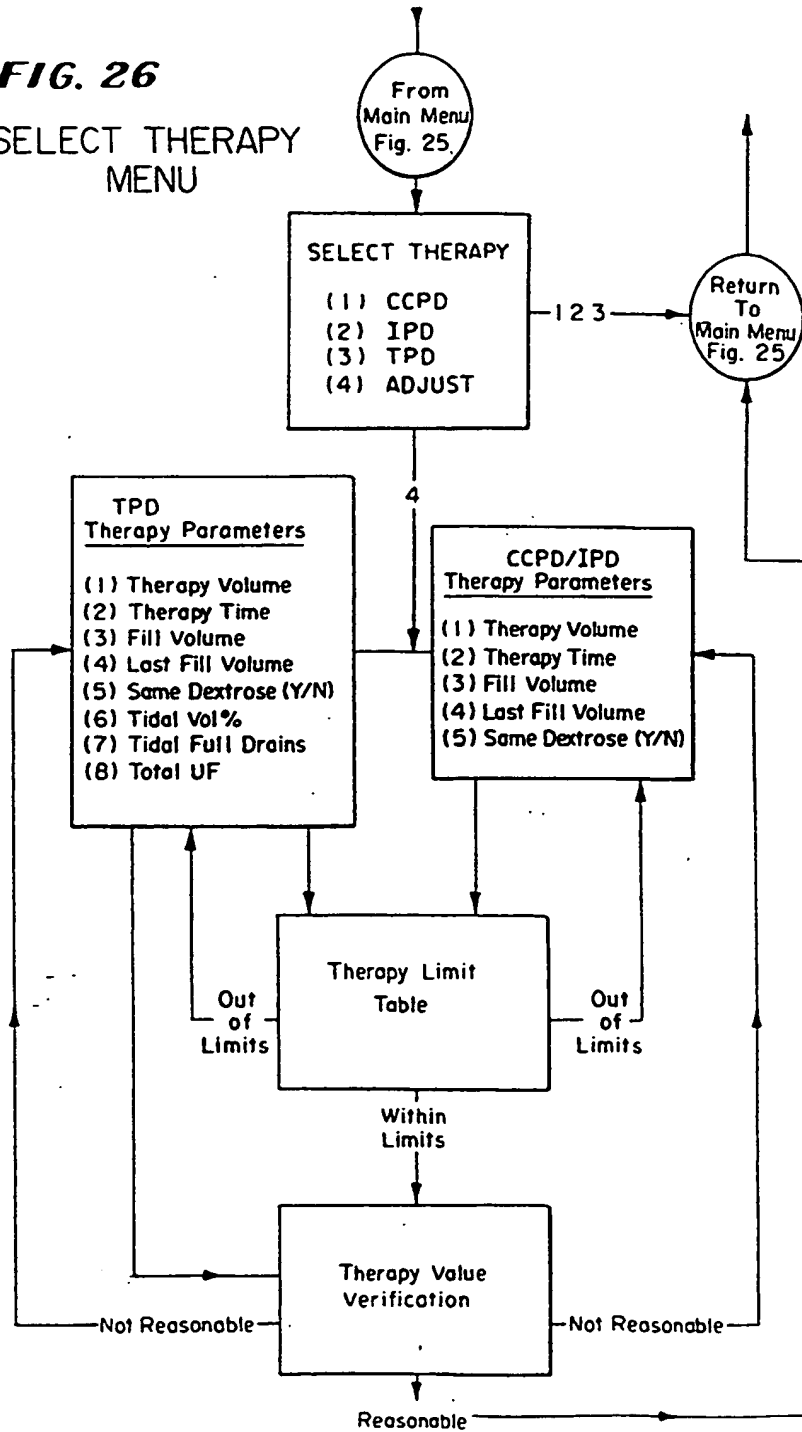 FIG. 26
SELECT THERAPY
MENU
From
Main Menu
Fig. 25.
SELECT THERAPY
(1) CCPD
(2) IPD
(3) TPD
(4) ADJUST
1 2 3
Return
To
Main Menu
Fig. 25
4
TPD
Therapy Parameters
(1) Therapy Volume
(2) Therapy Time
(3) Fill Volume
(4) Last Fill Volume
(5) Same Dextrose (Y/N)
(6) Tidal Vol%
(7) Tidal Full Drains
(8) Total UF
CCPD/IPD
Therapy Parameters
(1) Therapy Volume
(2) Therapy Time
(3) Fill Volume
(4) Last Fill Volume
(5) Same Dextrose (Y/N)
Therapy Limit
Table
Out
of
Limits
Out
of
Limits
Within
Limits
Therapy Value
Verification
Not Reasonable
Not Reasonable
Reasonable